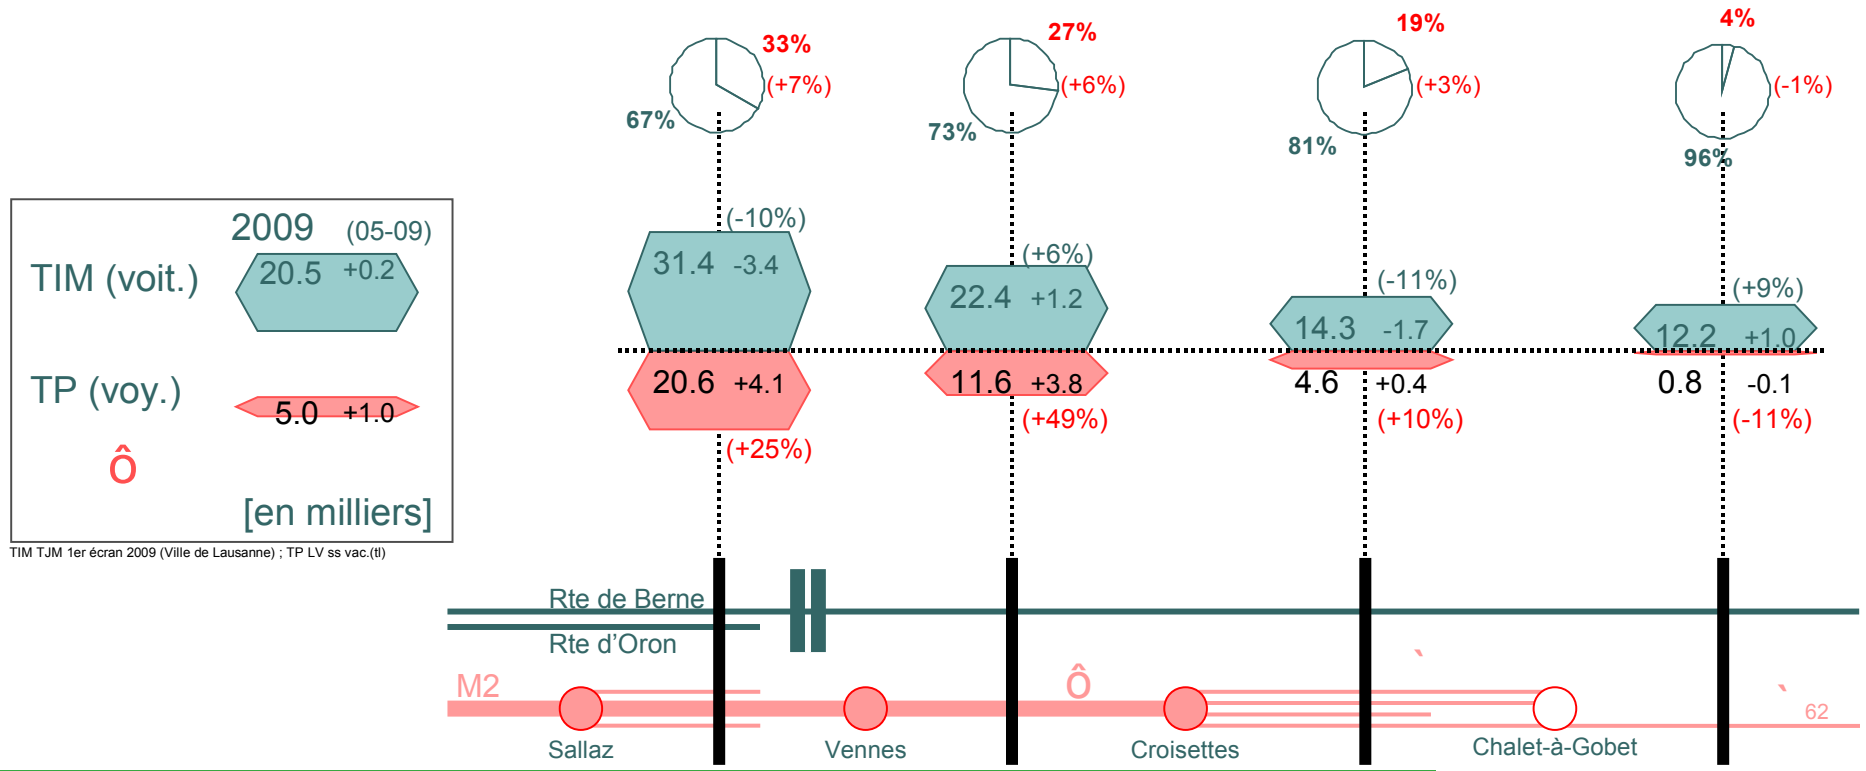 33%
(+7%)
67%
27%
(+6%)
73%
19%
(+3%)
81%
4%
(-1%)
96%
2009 (05-09)
TIM (voit.) 20.5 +0.2
TP (voy.) 5.0 +1.0
Ô
[en milliers]
TIM TJM 1er écran 2009 (Ville de Lausanne) ; TP LV ss vac.(tl)
(-10%)
31.4 -3.4
20.6 +4.1
(+25%)
(+6%)
22.4 +1.2
11.6 +3.8
(+49%)
(-11%)
14.3 -1.7
4.6 +0.4
(+10%)
(+9%)
12.2 +1.0
0.8 -0.1
(-11%)
Rte de Berne
Rte d'Oron
M2
Ô
`
`
62
Sallaz
Vennes
Croisettes
Chalet-à-Gobet